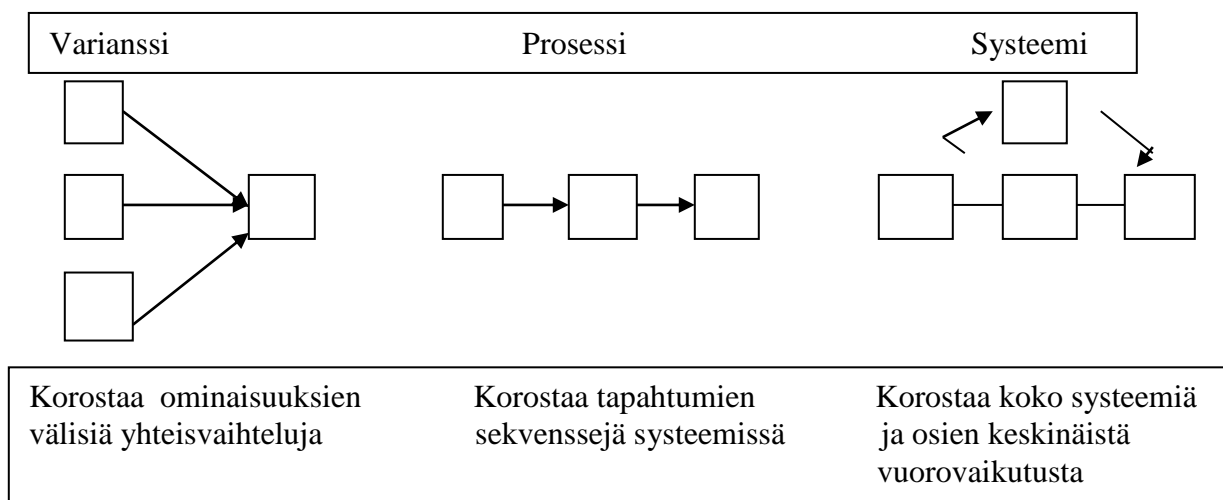 Varianssi Prosessi Systeemi
Korostaa ominaisuuksien
välisiä yhteisvaihteluja
Korostaa tapahtumien
sekvenssejä systeemissä
Korostaa koko systeemiä
ja osien keskinäistä
vuorovaikutusta